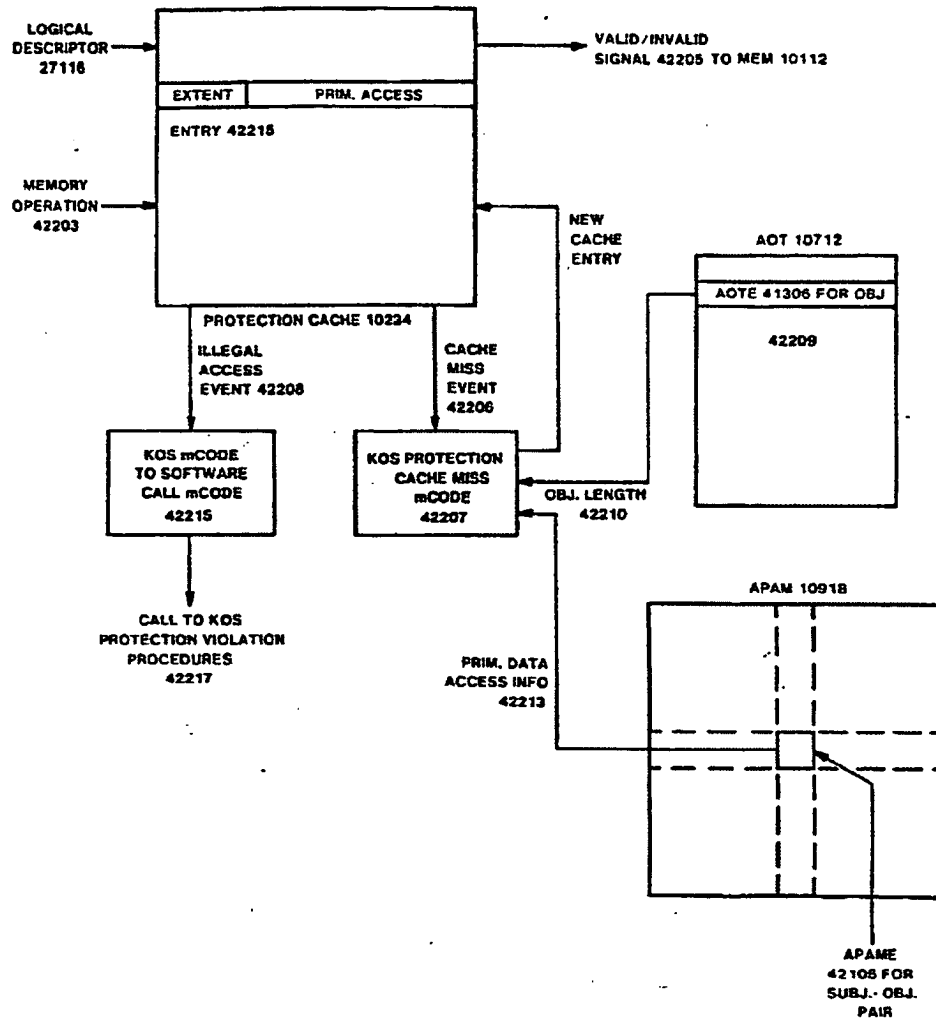 LOGICAL
DESCRIPTOR
27116
VALID/INVALID
SIGNAL 42205 TO MEM 10112
EXTENT
PRIM. ACCESS
ENTRY 42215
MEMORY
OPERATION
42203
NEW
CACHE
ENTRY
AOT 10712
AOTE 41306 FOR OBJ
42209
PROTECTION CACHE 10234
ILLEGAL
ACCESS
EVENT 42208
CACHE
MISS
EVENT
42206
KOS mCODE
TO SOFTWARE
CALL mCODE
42215
KOS PROTECTION
CACHE MISS
mCODE
42207
OBJ. LENGTH
42210
CALL TO KOS
PROTECTION VIOLATION
PROCEDURES
42217
APAM 10918
PRIM. DATA
ACCESS INFO
42213
APAME
42105 FOR
SUBJ.- OBJ.
PAIR